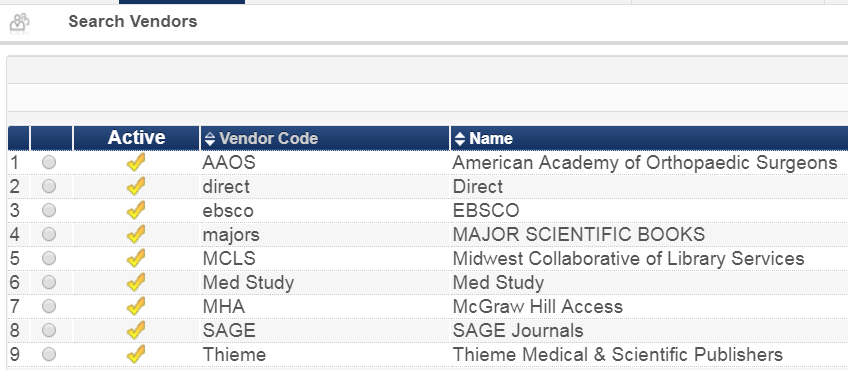 Search Vendors
Active Vendor Code Name
1 AAOS American Academy of Orthopaedic Surgeons
2 direct Direct
3 ebsco EBSCO
4 majors MAJOR SCIENTIFIC BOOKS
5 MCLS Midwest Collaborative of Library Services
6 Med Study Med Study
7 MHA McGraw Hill Access
8 SAGE SAGE Journals
9 Thieme Thieme Medical & Scientific Publishers